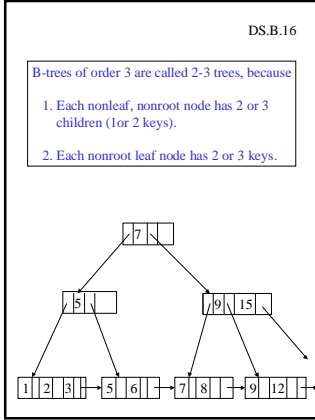 DS.B.16
B-trees of order 3 are called 2-3 trees, because
1. Each nonleaf, nonroot node has 2 or 3
children (1or 2 keys).
2. Each nonroot leaf node has 2 or 3 keys.
7
5
9 15
1 2 3 5 6 7 8 9 12